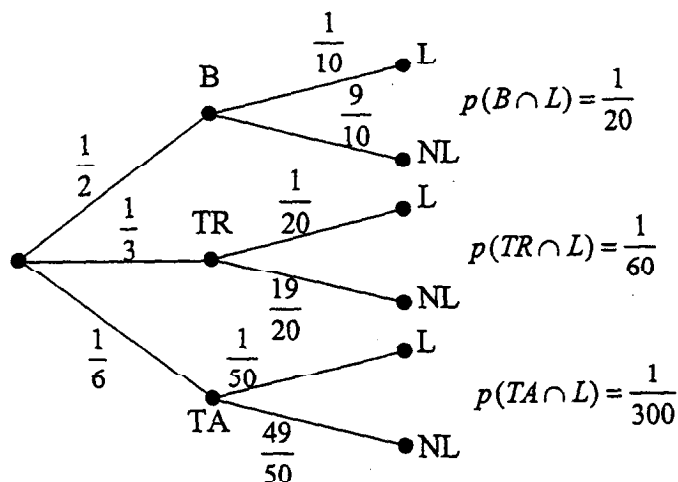 1/10 L
B
9/10 p(B ∩ L) = 1/20
1/2 NL
1/3 TR 1/20 L
p(TR ∩ L) = 1/60
19/20 NL
1/6 1/50 L
TA p(TA ∩ L) = 1/300
49/50 NL